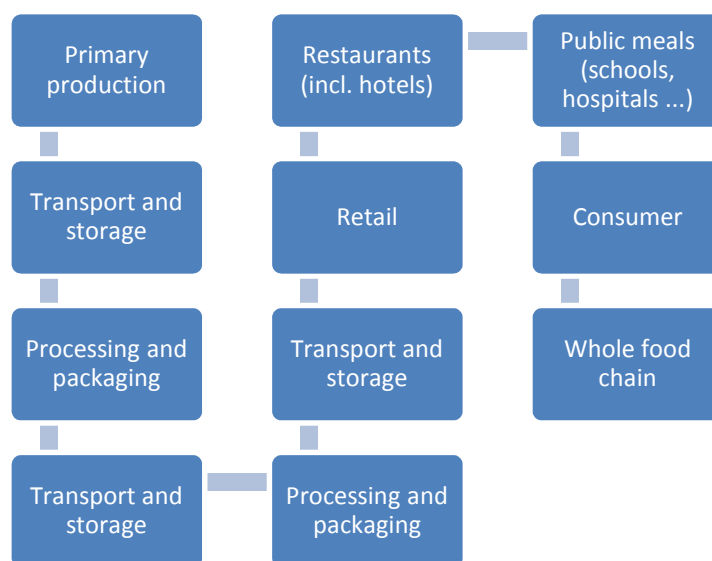 Primary
production
Transport and
storage
Processing and
packaging
Transport and
storage
Processing and
packaging
Transport and
storage
Retail
Restaurants
(incl. hotels)
Public meals
(schools,
hospitals ...)
Consumer
Whole food
chain